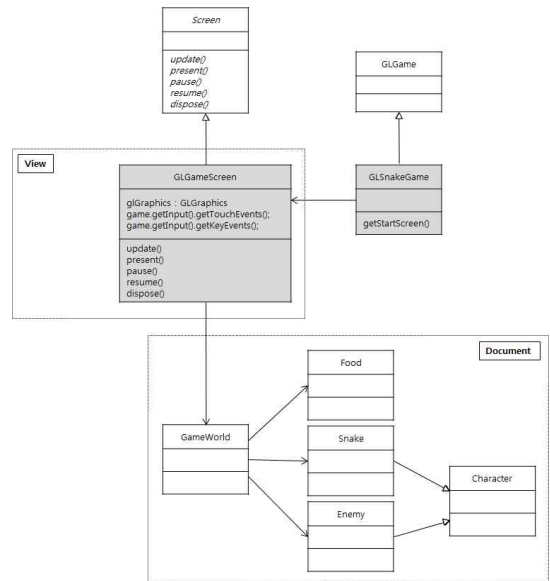 Screen
update()
present()
pause()
resume()
dispose()
GLGame
View
GLGameScreen
glGraphics : GLGraphics
game.getInput().getTouchEvents();
game.getInput().getKeyEvents();
update()
present()
pause()
resume()
dispose()
GLSnakeGame
getStartScreen()
Document
Food
GameWorld
Snake
Character
Enemy